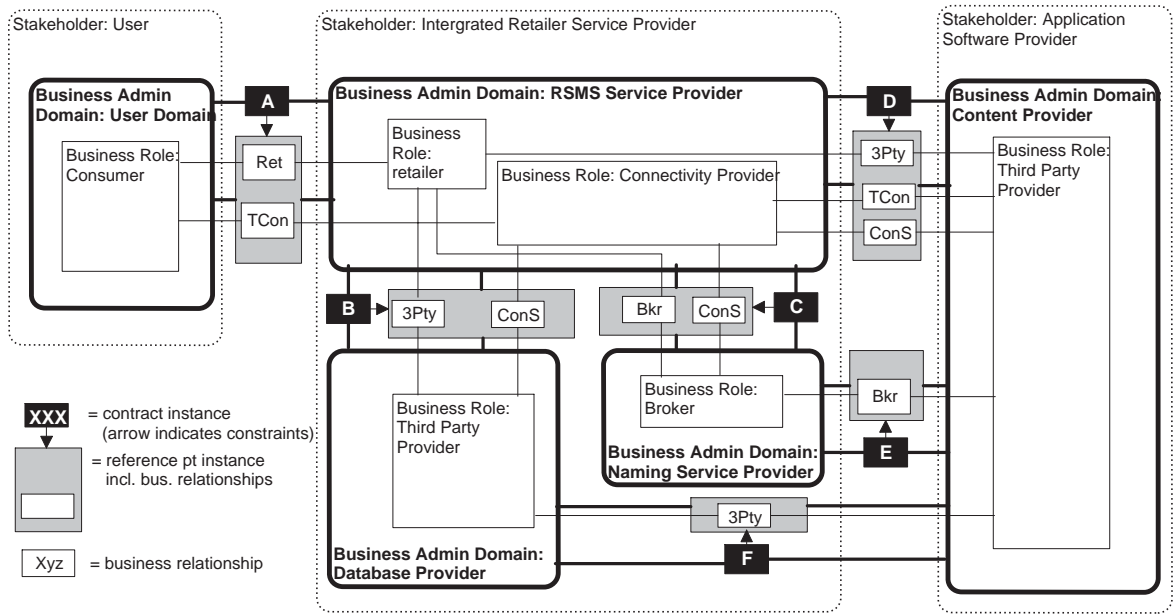 Stakeholder: User
Stakeholder: Intergrated Retailer Service Provider
Stakeholder: Application
Software Provider
Business Admin
Domain: User Domain
A
Business Admin Domain: RSMS Service Provider
D
Business Admin Domain:
Content Provider
Business Role:
Consumer
Ret
TCon
Business
Role:
retailer
Business Role: Connectivity Provider
3Pty
TCon
ConS
Business Role:
Third Party
Provider
B
3Pty
ConS
Bkr
ConS
C
Business Role:
Third Party
Provider
Business Role:
Broker
Bkr
E
Business Admin Domain:
Naming Service Provider
3Pty
F
Business Admin Domain:
Database Provider
XXX
= contract instance
(arrow indicates constraints)
= reference pt instance
incl. bus. relationships
Xyz
= business relationship